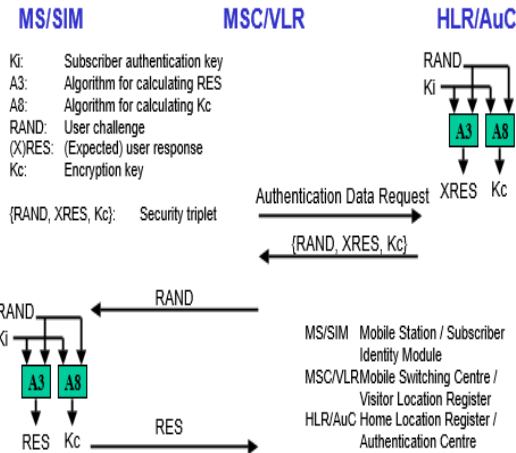 MS/SIM MSC/VLR HLR/AuC
Ki: Subscriber authentication key
A3: Algorithm for calculating RES
A8: Algorithm for calculating Kc
RAND: User challenge
(X)RES: (Expected) user response
Kc: Encryption key
{RAND, XRES, Kc}: Security triplet
RAND
Ki
A3 A8
XRES Kc
Authentication Data Request
{RAND, XRES, Kc}
RAND
RAND
Ki
A3 A8
RES Kc
RES
MS/SIM Mobile Station / Subscriber
Identity Module
MSC/VLRMobile Switching Centre /
Visitor Location Register
HLR/AuC Home Location Register /
Authentication Centre